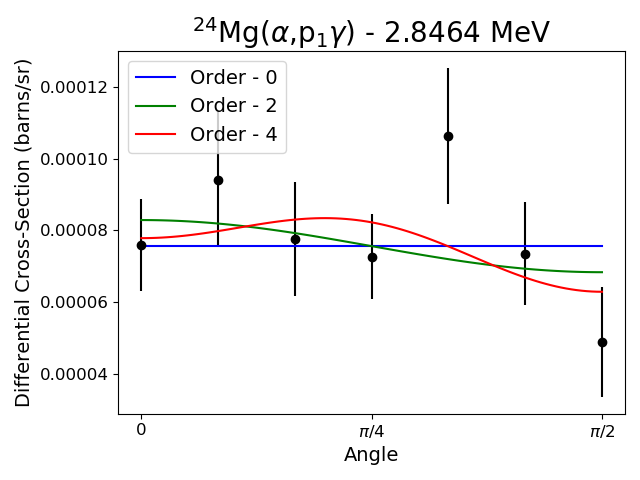 ²⁴Mg(α,p₁γ) - 2.8464 MeV
Order - 0
Order - 2
Order - 4
Differential Cross-Section (barns/sr)
0.00012
0.00010
0.00008
0.00006
0.00004
0
π/4
π/2
Angle